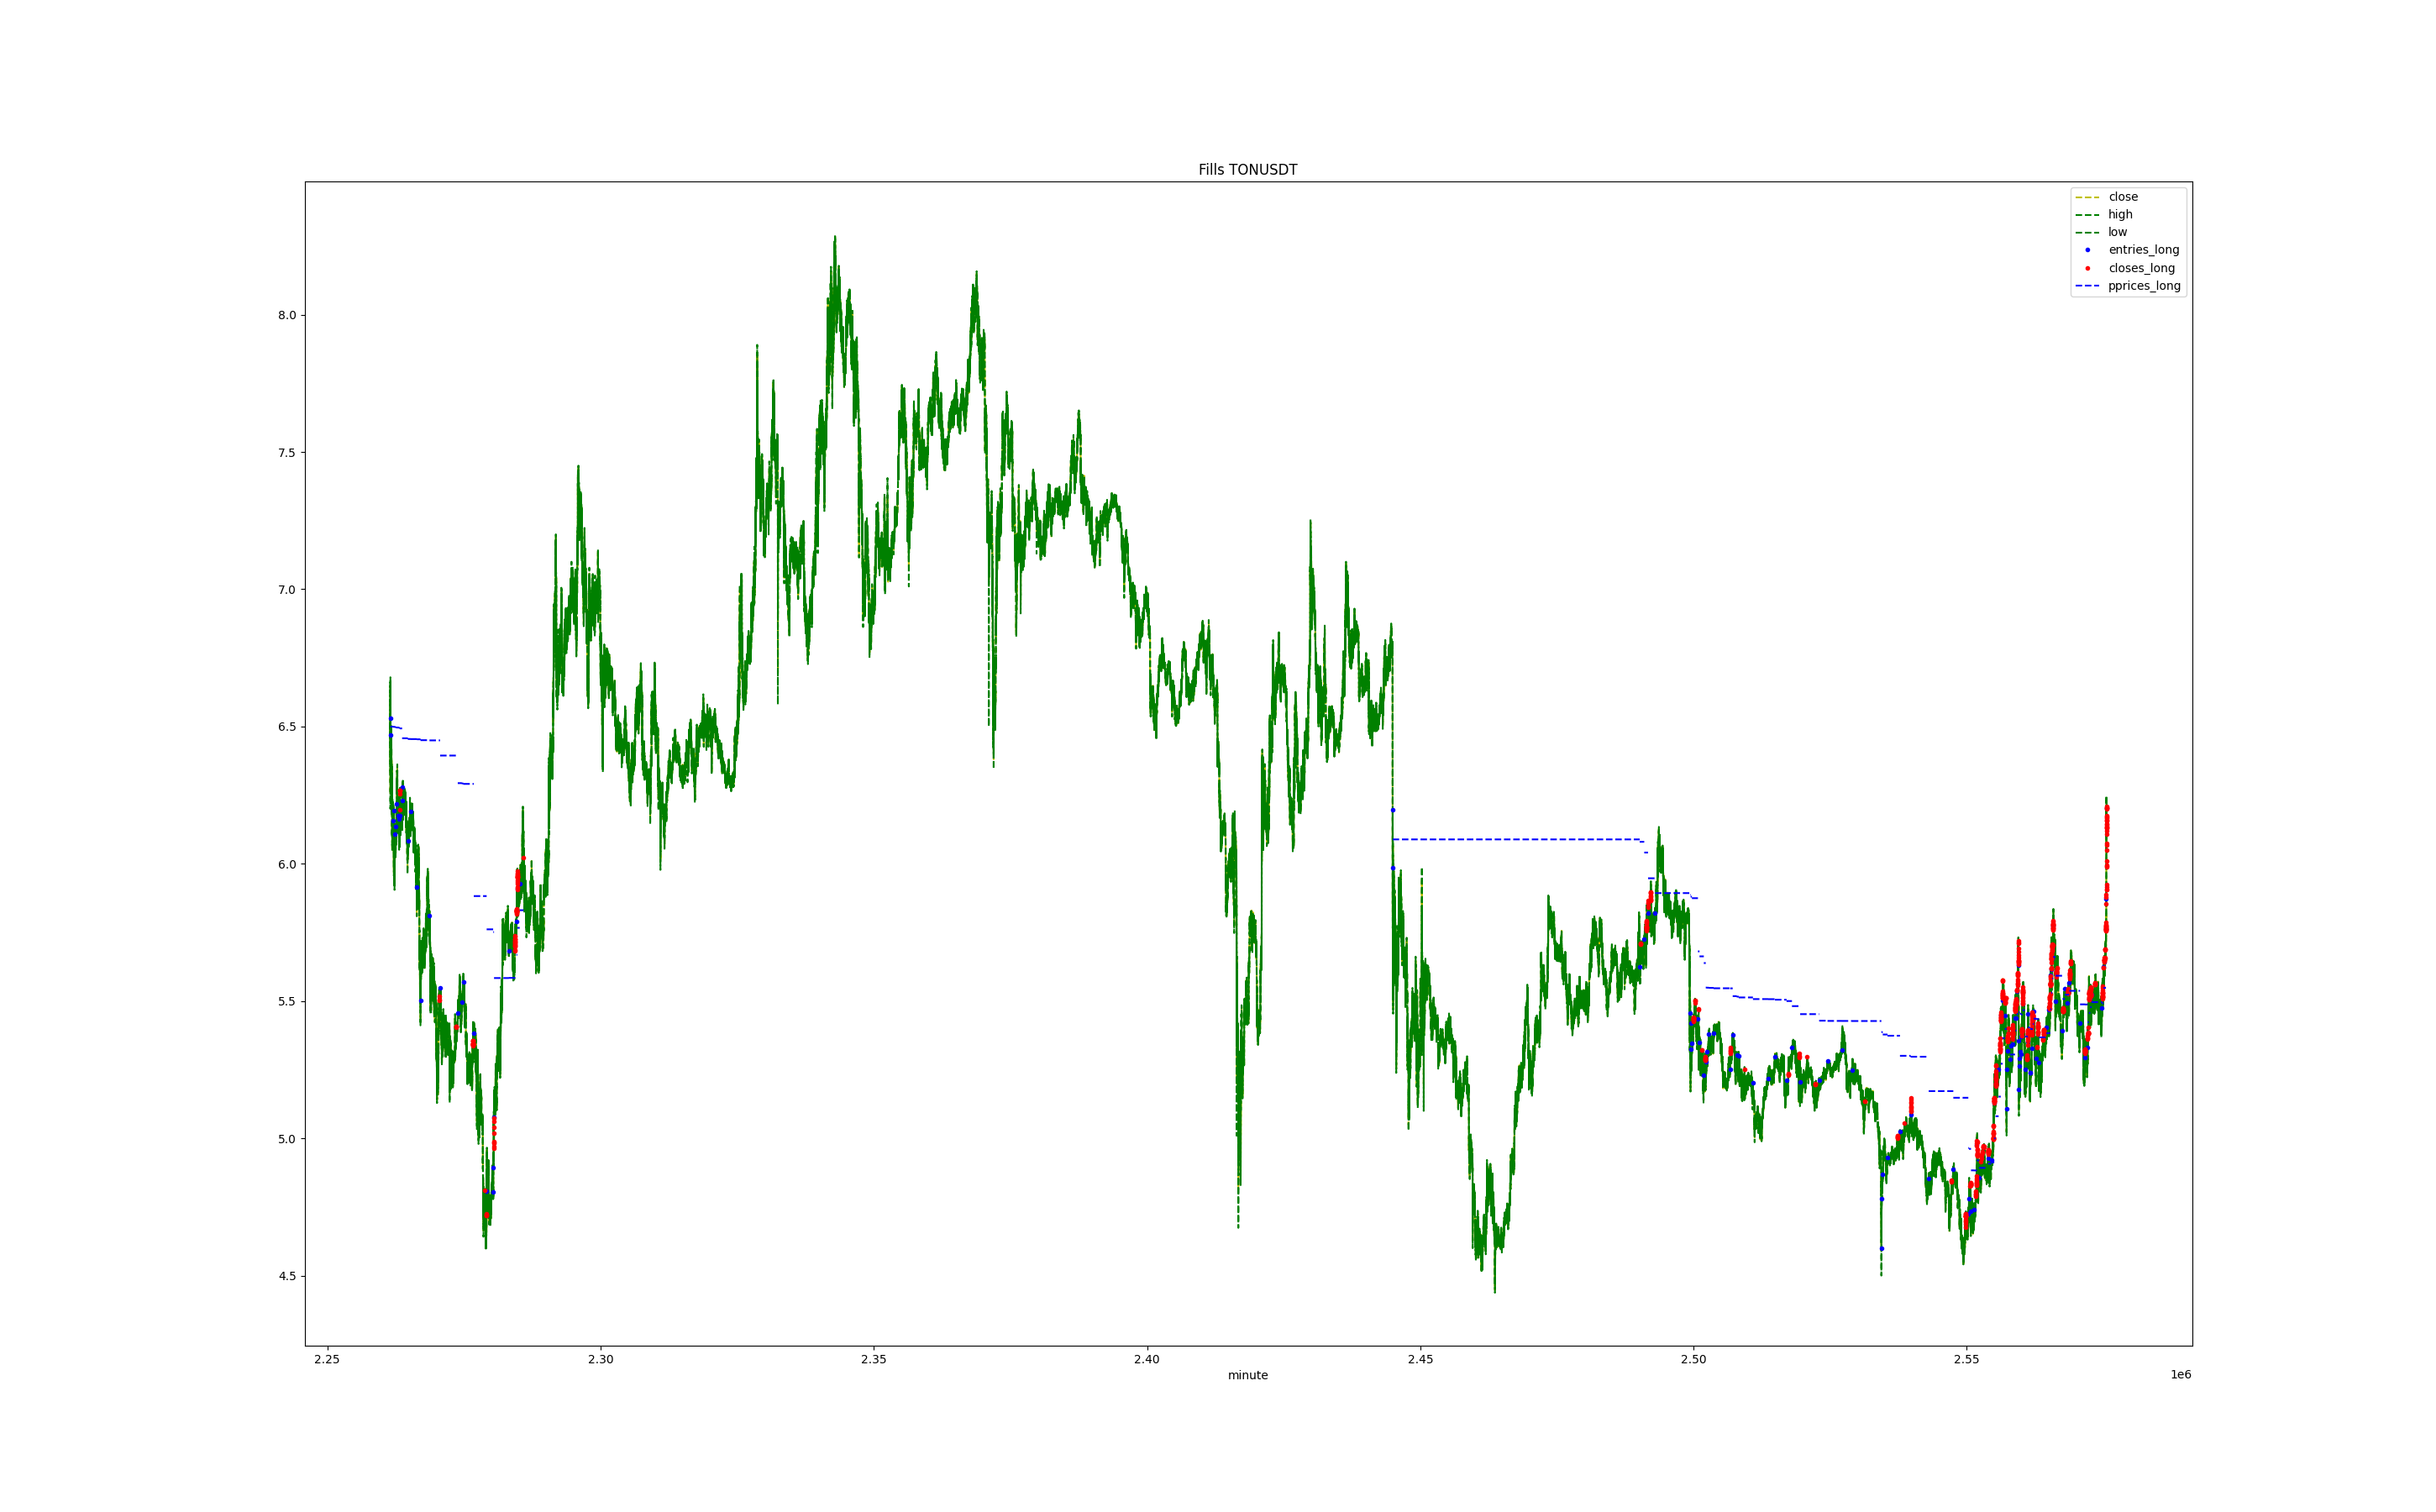 Fills TONUSDT
close
high
low
entries_long
closes_long
pprices_long
8.0
7.5
7.0
6.5
6.0
5.5
5.0
4.5
2.25 2.30 2.35 2.40 2.45 2.50 2.55
minute
1e6